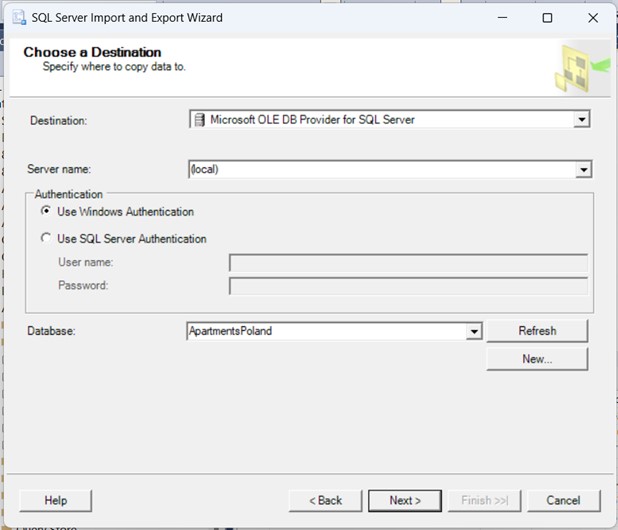 SQL Server Import and Export Wizard
Choose a Destination
Specify where to copy data to.
Destination: Microsoft OLE DB Provider for SQL Server
Server name: (local)
Authentication
Use Windows Authentication
Use SQL Server Authentication
User name:
Password:
Database: ApartmentsPoland Refresh
New...
Help < Back Next > Finish >>| Cancel